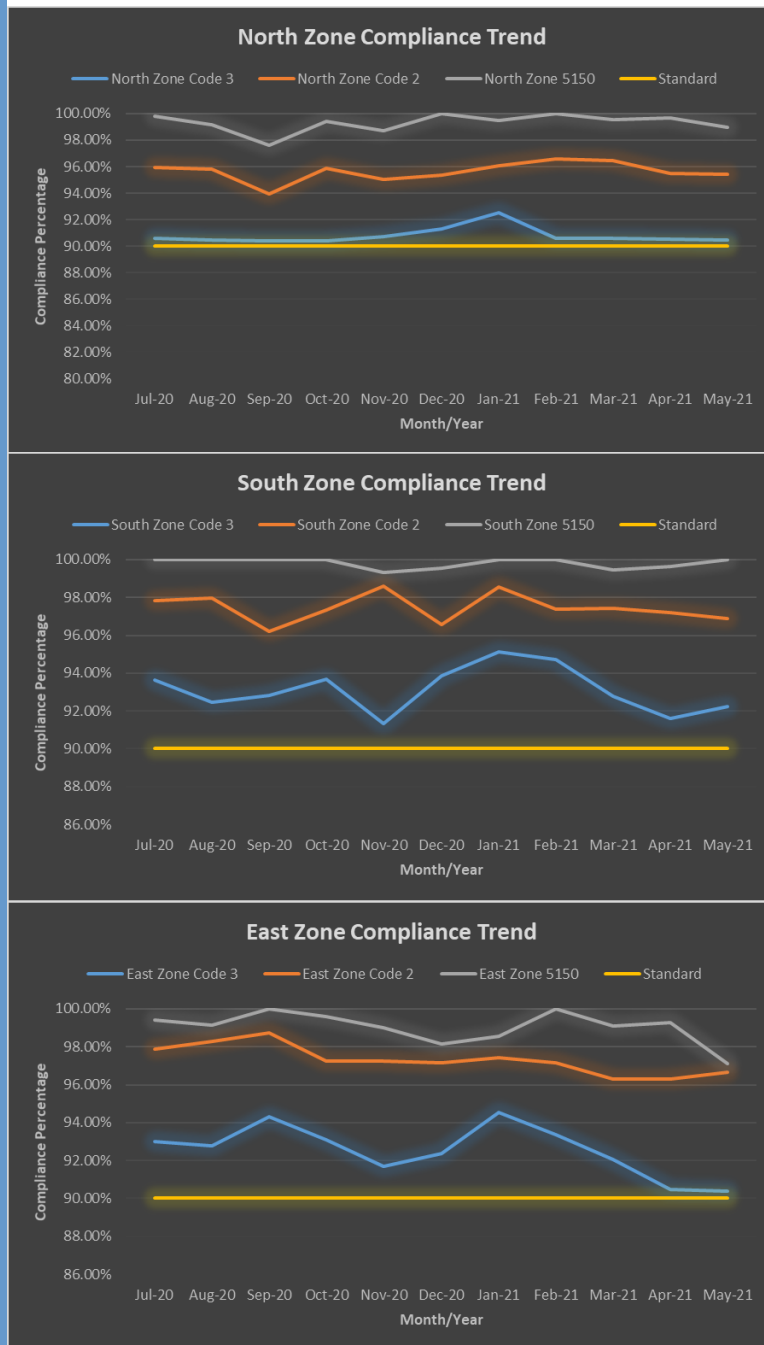 North Zone Compliance Trend
North Zone Code 3 North Zone Code 2 North Zone 5150 Standard
Compliance Percentage
100.00%
98.00%
96.00%
94.00%
92.00%
90.00%
88.00%
86.00%
84.00%
82.00%
80.00%
Jul-20 Aug-20 Sep-20 Oct-20 Nov-20 Dec-20 Jan-21 Feb-21 Mar-21 Apr-21 May-21
Month/Year
South Zone Compliance Trend
South Zone Code 3 South Zone Code 2 South Zone 5150 Standard
Compliance Percentage
100.00%
98.00%
96.00%
94.00%
92.00%
90.00%
88.00%
86.00%
Jul-20 Aug-20 Sep-20 Oct-20 Nov-20 Dec-20 Jan-21 Feb-21 Mar-21 Apr-21 May-21
Month/Year
East Zone Compliance Trend
East Zone Code 3 East Zone Code 2 East Zone 5150 Standard
Compliance Percentage
100.00%
98.00%
96.00%
94.00%
92.00%
90.00%
88.00%
86.00%
Jul-20 Aug-20 Sep-20 Oct-20 Nov-20 Dec-20 Jan-21 Feb-21 Mar-21 Apr-21 May-21
Month/Year